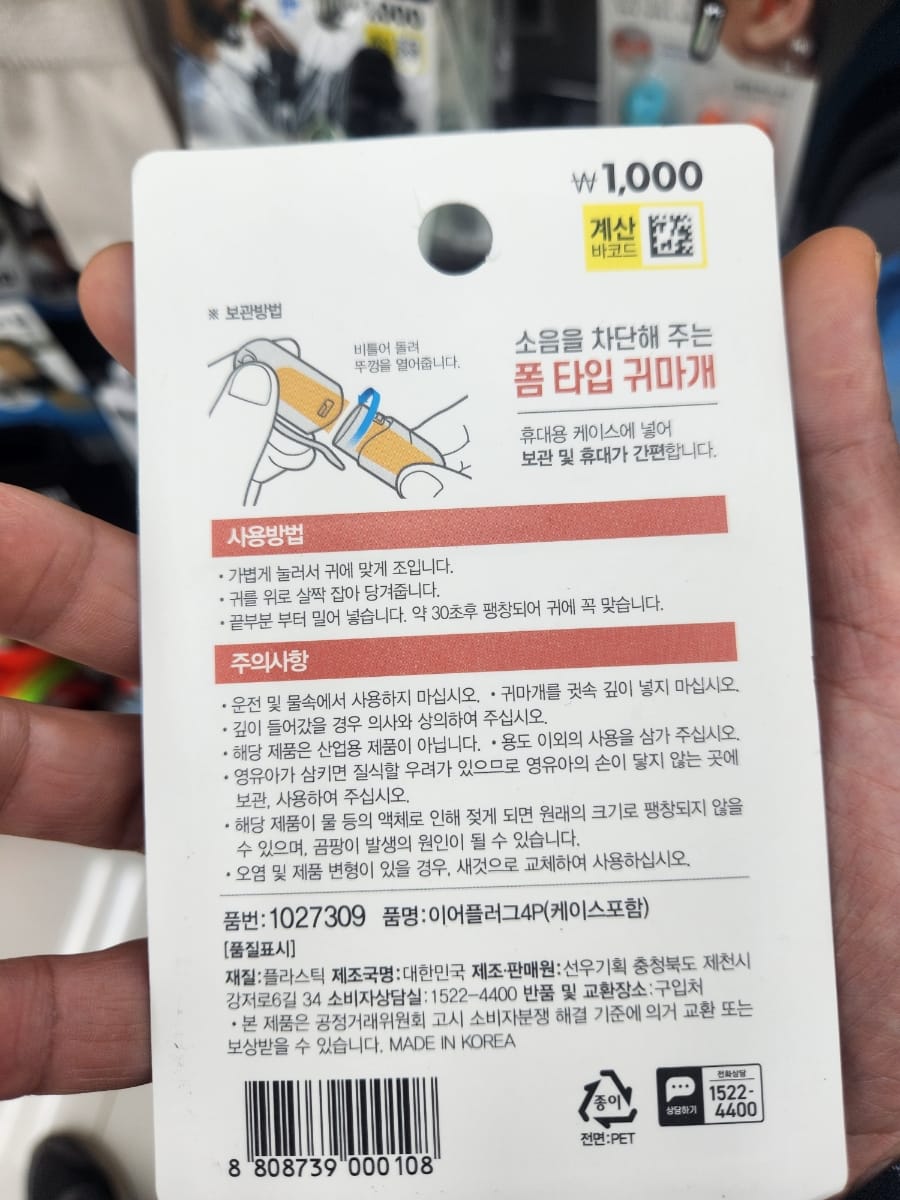 ₩1,000
계산
바코드
※ 보관방법
비틀어 돌려
뚜껑을 열어줍니다.
소음을 차단해 주는
폼 타입 귀마개
휴대용 케이스에 넣어
보관 및 휴대가 간편합니다.
사용방법
• 가볍게 눌러서 귀에 맞게 조입니다.
• 귀를 위로 살짝 잡아 당겨줍니다.
• 끝부분 부터 밀어 넣습니다. 약 30초후 팽창되어 귀에 꼭 맞습니다.
주의사항
• 운전 및 물속에서 사용하지 마십시오. • 귀마개를 귓속 깊이 넣지 마십시오.
• 깊이 들어갔을 경우 의사와 상의하여 주십시오.
• 해당 제품은 산업용 제품이 아닙니다. • 용도 이외의 사용을 삼가 주십시오.
• 영유아가 삼키면 질식할 우려가 있으므로 영유아의 손이 닿지 않는 곳에
보관, 사용하여 주십시오.
• 해당 제품이 물 등의 액체로 인해 젖게 되면 원래의 크기로 팽창되지 않을
수 있으며, 곰팡이 발생의 원인이 될 수 있습니다.
• 오염 및 제품 변형이 있을 경우, 새것으로 교체하여 사용하십시오.
품번:1027309 품명:이어플러그4P(케이스포함)
[품질표시]
재질:플라스틱 제조국명:대한민국 제조·판매원:선우기획 충청북도 제천시
강저로6길 34 소비자상담실:1522-4400 반품 및 교환장소:구입처
• 본 제품은 공정거래위원회 고시 소비자분쟁 해결 기준에 의거 교환 또는
보상받을 수 있습니다. MADE IN KOREA
8 808739 000108
종이
전면:PET
상담하기
전화상담
1522-
4400